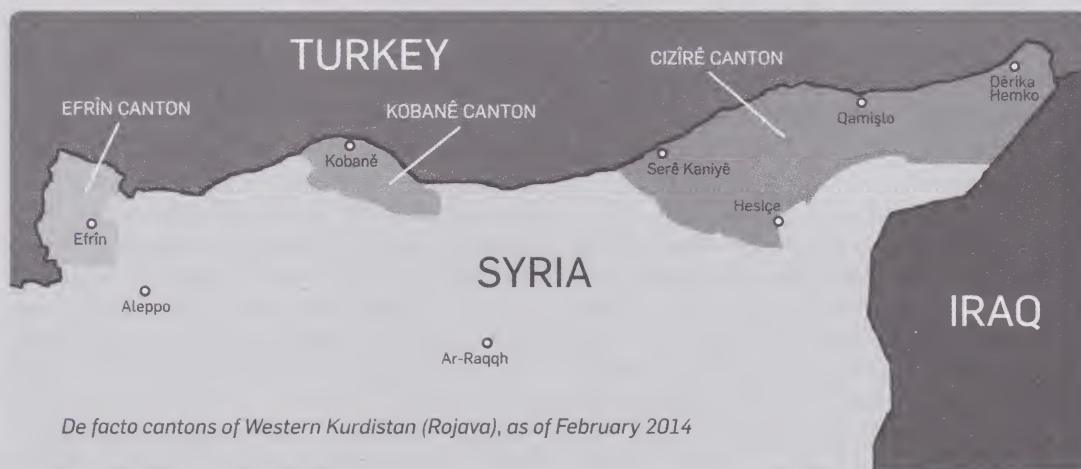 TURKEY
EFRÎN CANTON
KOBANÊ CANTON
CIZÎRÊ CANTON
Dêrika
Hemko
Qamişlo
Kobanê
Serê Kaniyê
Hesîçe
Efrîn
SYRIA
Aleppo
IRAQ
Ar-Raqqh
De facto cantons of Western Kurdistan (Rojava), as of February 2014